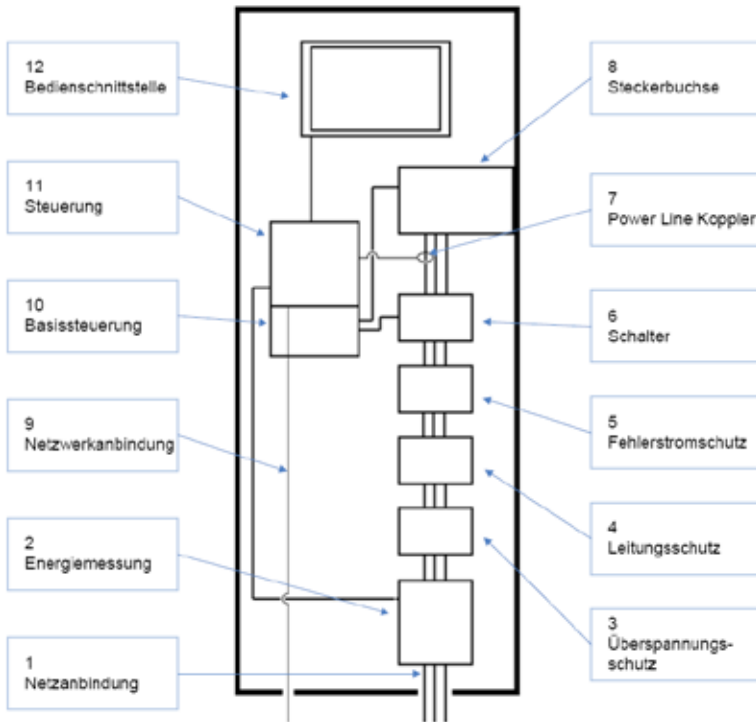 12
Bedienschnittstelle
11
Steuerung
10
Basissteuerung
9
Netzwerkanbindung
2
Energiemessung
1
Netzanbindung
8
Steckerbuchse
7
Power Line Koppler
6
Schalter
5
Fehlerstromschutz
4
Leitungsschutz
3
Überspannungs-
schutz